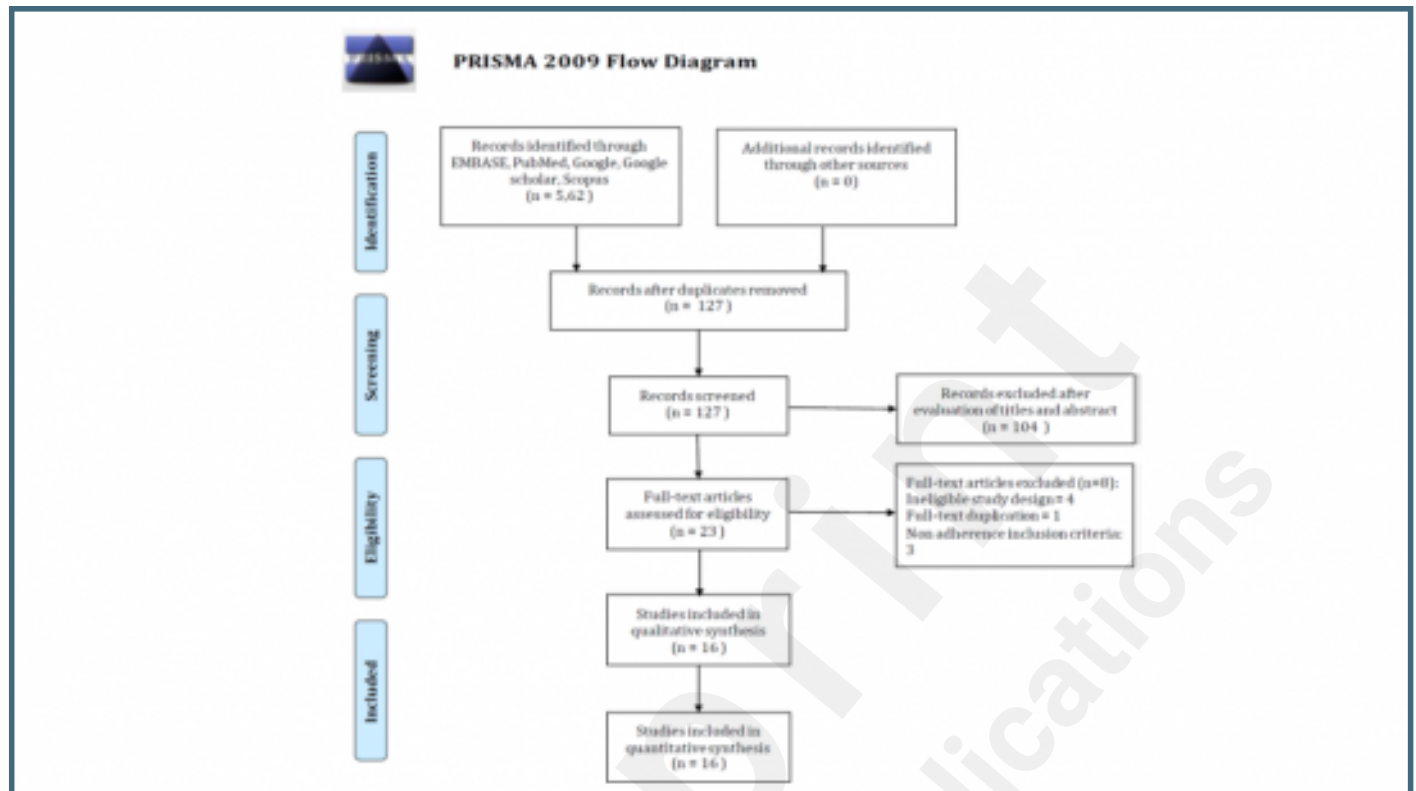 PRISMA
PRISMA 2009 Flow Diagram
Identification
Records identified through
EMBASE, PubMed, Google, Google
scholar, Scopus
(n = 5,62 )
Additional records identified
through other sources
(n = 0)
Records after duplicates removed
(n = 127 )
Screening
Records screened
(n = 127 )
Records excluded after
evaluation of titles and abstract
(n = 104 )
Eligibility
Full-text articles
assessed for eligibility
(n = 23 )
Full-text articles excluded (n=8):
Ineligible study design= 4
Full-text duplication = 1
Non adherence inclusion criteria:
3
Included
Studies included in
qualitative synthesis
(n = 16 )
Studies included in
quantitative synthesis
(n = 16 )
print
lications